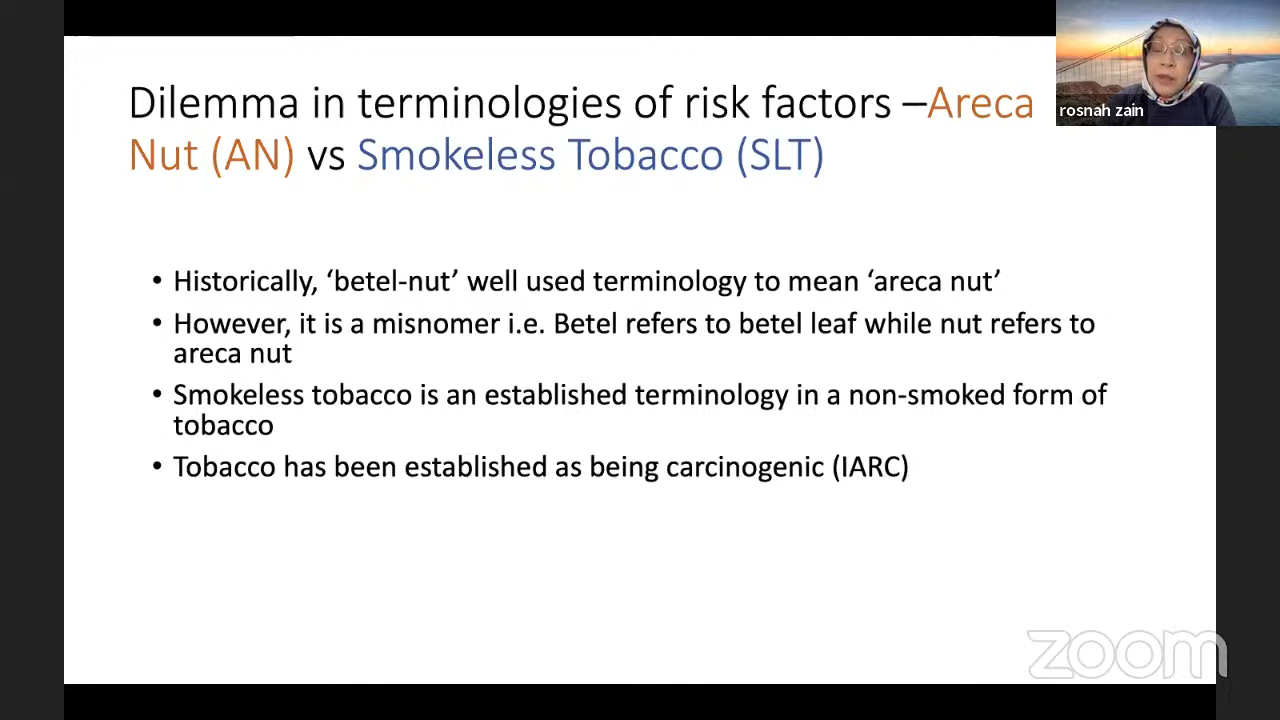 Dilemma in terminologies of risk factors –Areca
Nut (AN) vs Smokeless Tobacco (SLT)
rosnah zain
• Historically, ‘betel-nut’ well used terminology to mean ‘areca nut’
• However, it is a misnomer i.e. Betel refers to betel leaf while nut refers to
areca nut
• Smokeless tobacco is an established terminology in a non-smoked form of
tobacco
• Tobacco has been established as being carcinogenic (IARC)
zoom